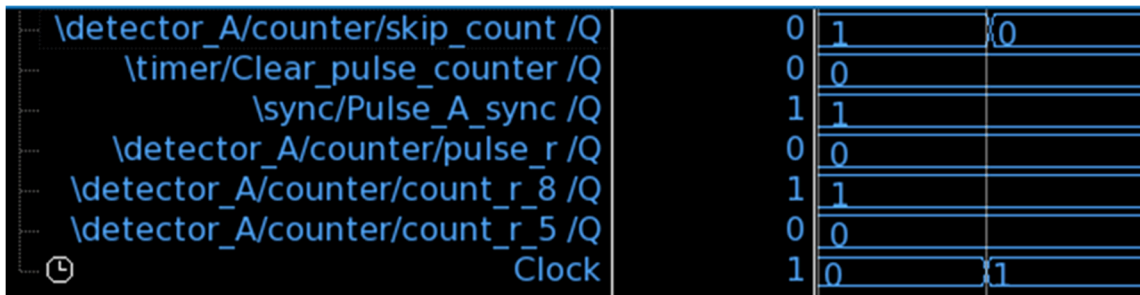 \detector_A/counter/skip_count /Q 0 1 0
\timer/Clear_pulse_counter /Q 0 0
\sync/Pulse_A_sync /Q 1 1
\detector_A/counter/pulse_r /Q 0 0
\detector_A/counter/count_r_8 /Q 1 1
\detector_A/counter/count_r_5 /Q 0 0
Clock 1 0 1